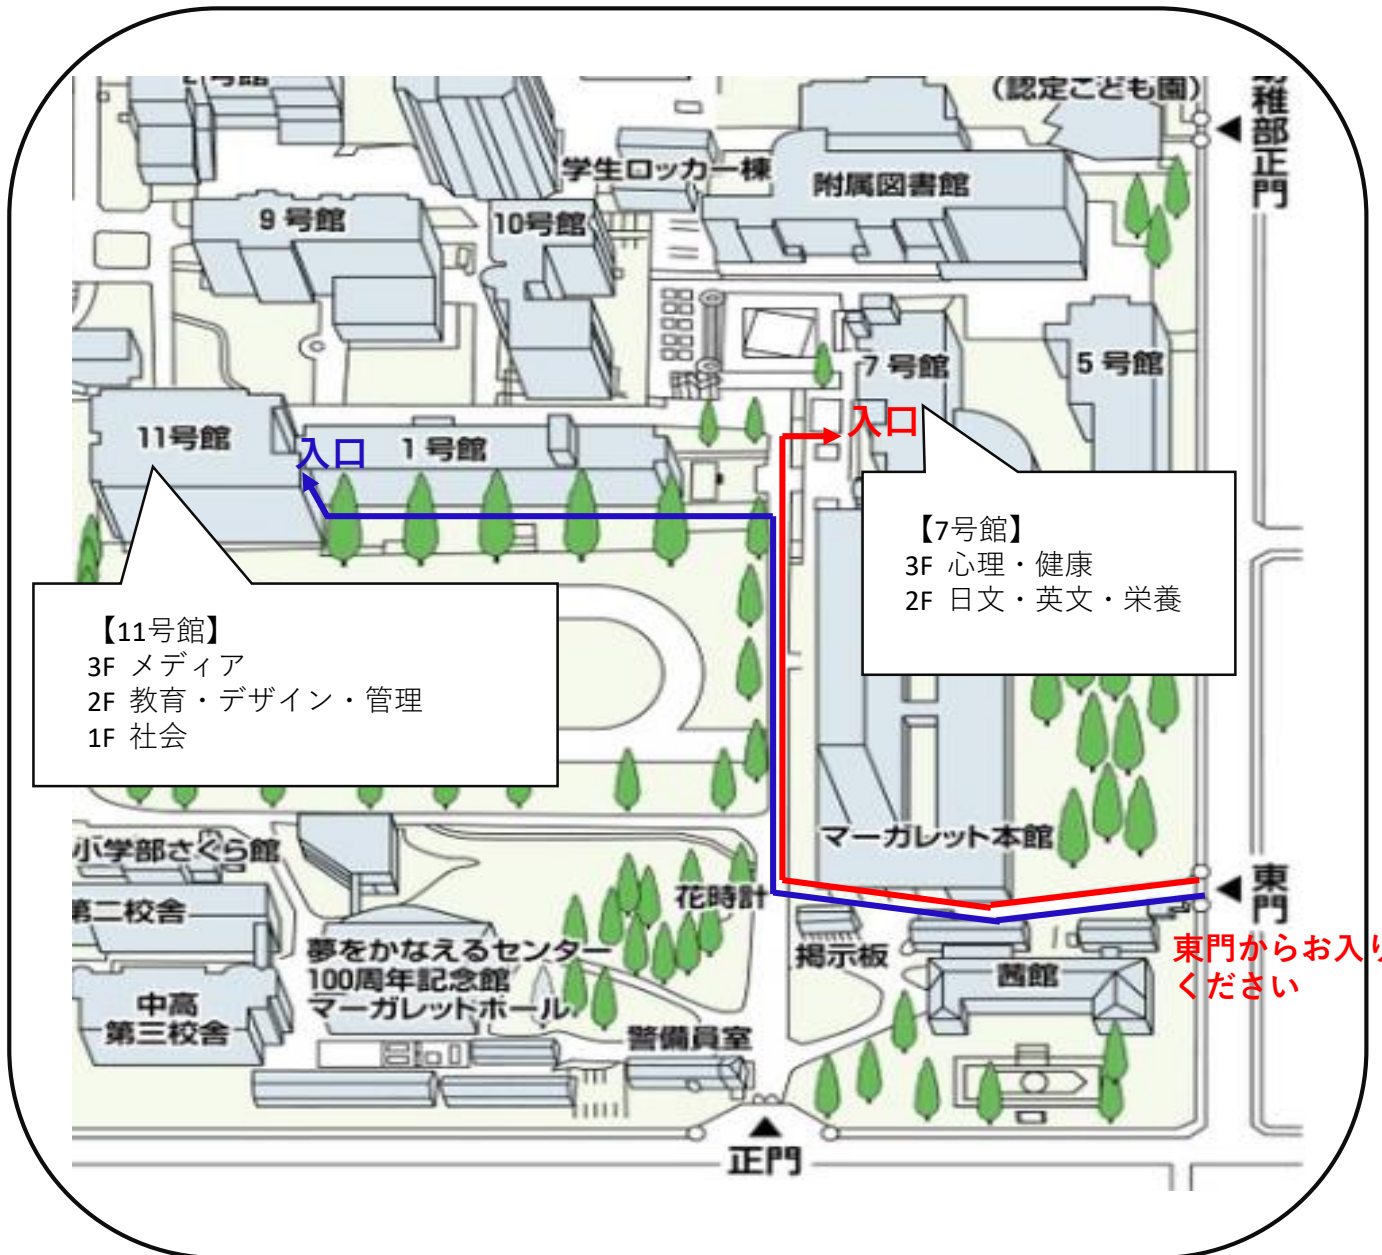 (認定こども園)
稚部正門
学生ロッカー棟
附属図書館
9号館
10号館
7号館
5号館
11号館
入口
1号館
入口
【7号館】
3F 心理・健康
2F 日文・英文・栄養
【11号館】
3F メディア
2F 教育・デザイン・管理
1F 社会
マーガレット本館
小学部さくら館
花時計
東門
第二校舎
夢をかなえるセンター
100周年記念館
マーガレットホール
掲示板
茜館
東門からお入り
ください
中高
第三校舎
警備員室
正門